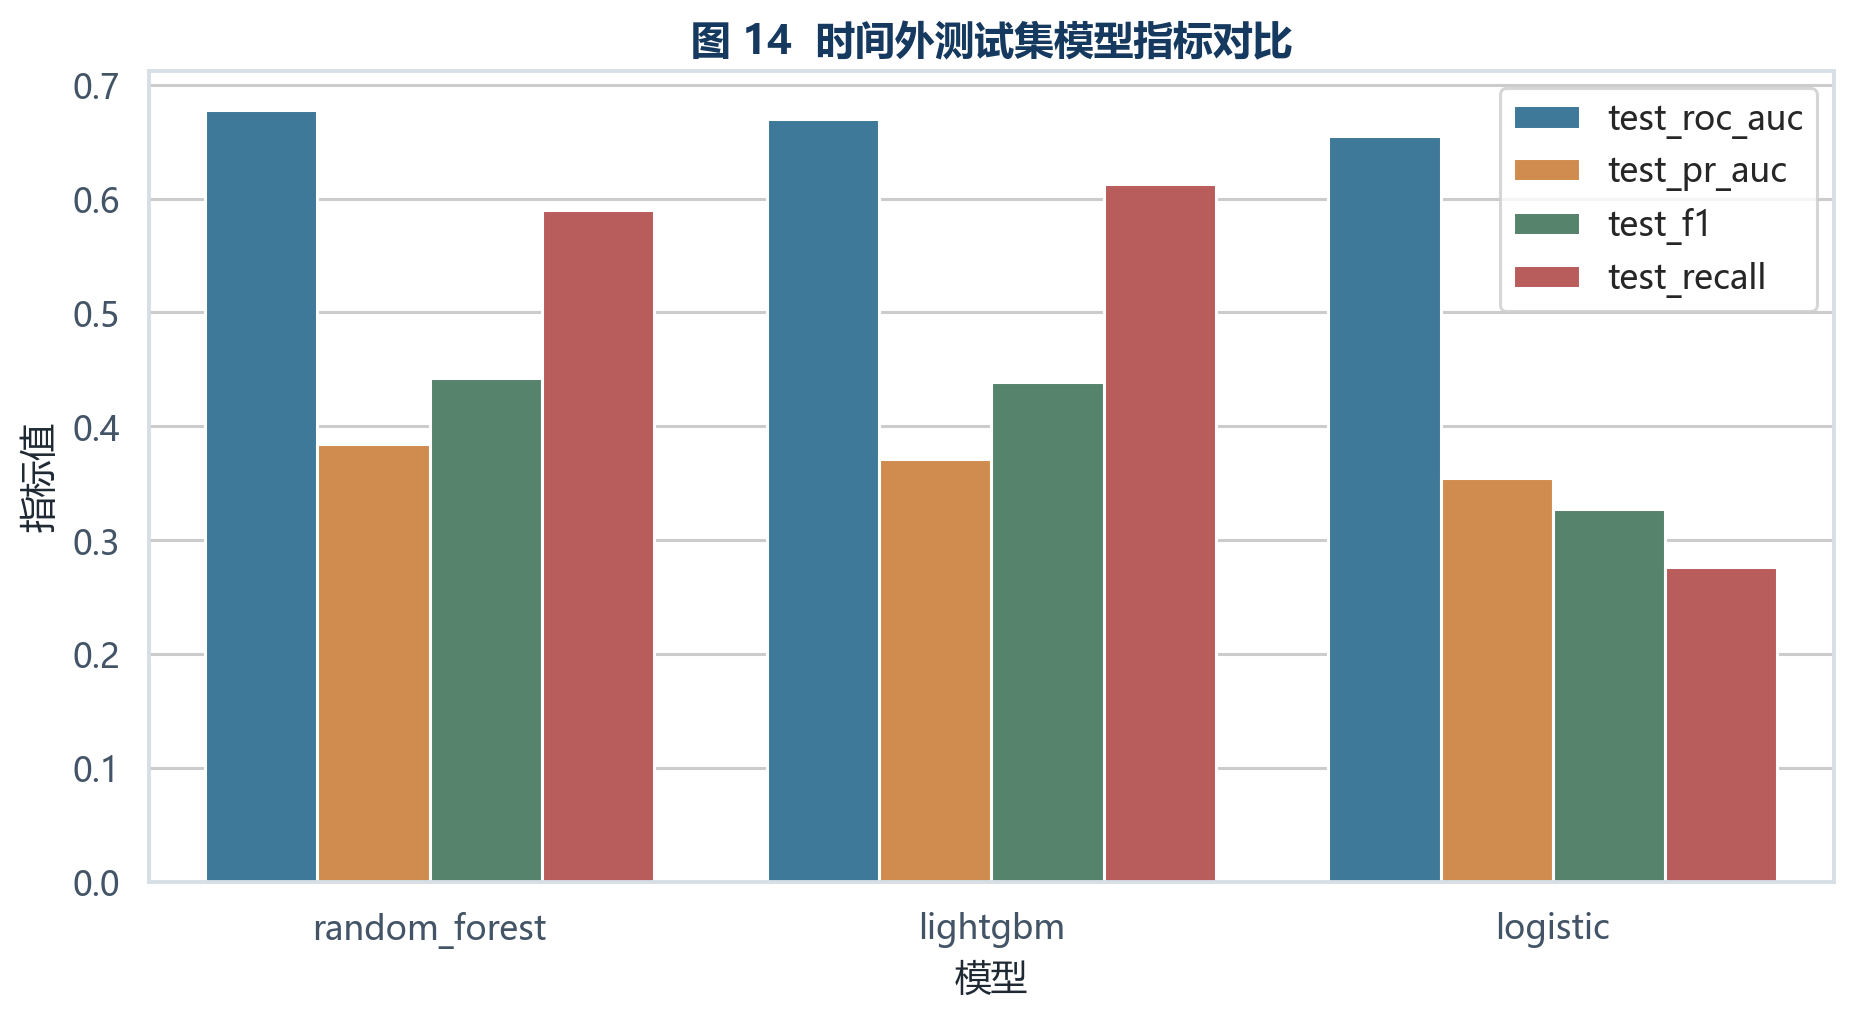 图 14 时间外测试集模型指标对比
指标值
0.7
0.6
0.5
0.4
0.3
0.2
0.1
0.0
test_roc_auc
test_pr_auc
test_f1
test_recall
random_forest
lightgbm
logistic
模型